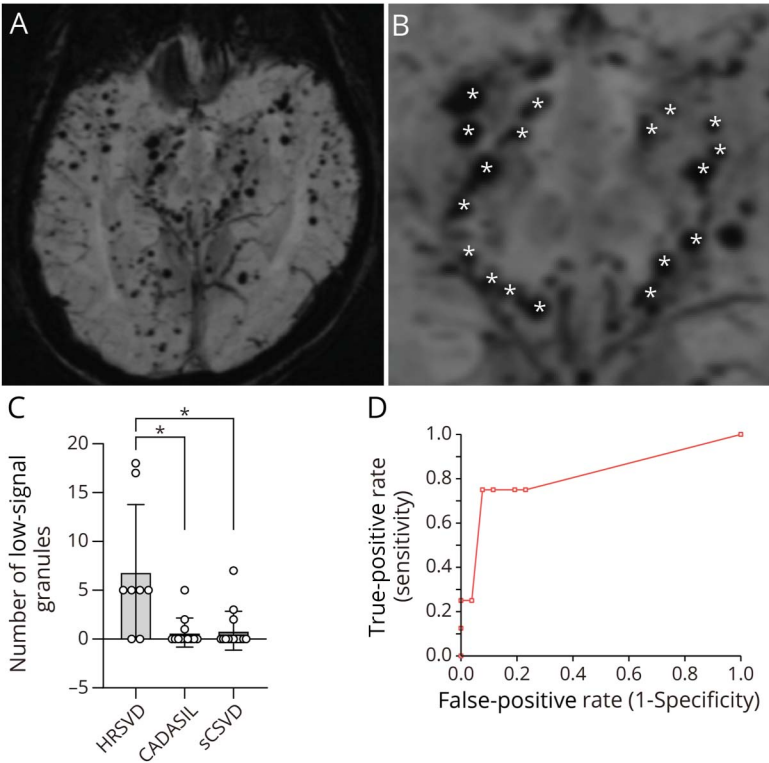 A
B
* * * * * * * * * * * * * * * * * * * * *
C
Number of low-signal
granules
20
15
10
5
0
−5
*
*
HRSVD
CADASIL
sCSVD
D
True-positive rate
(sensitivity)
1.0
0.8
0.6
0.4
0.2
0.0
0.0 0.2 0.4 0.6 0.8 1.0
False-positive rate (1-Specificity)